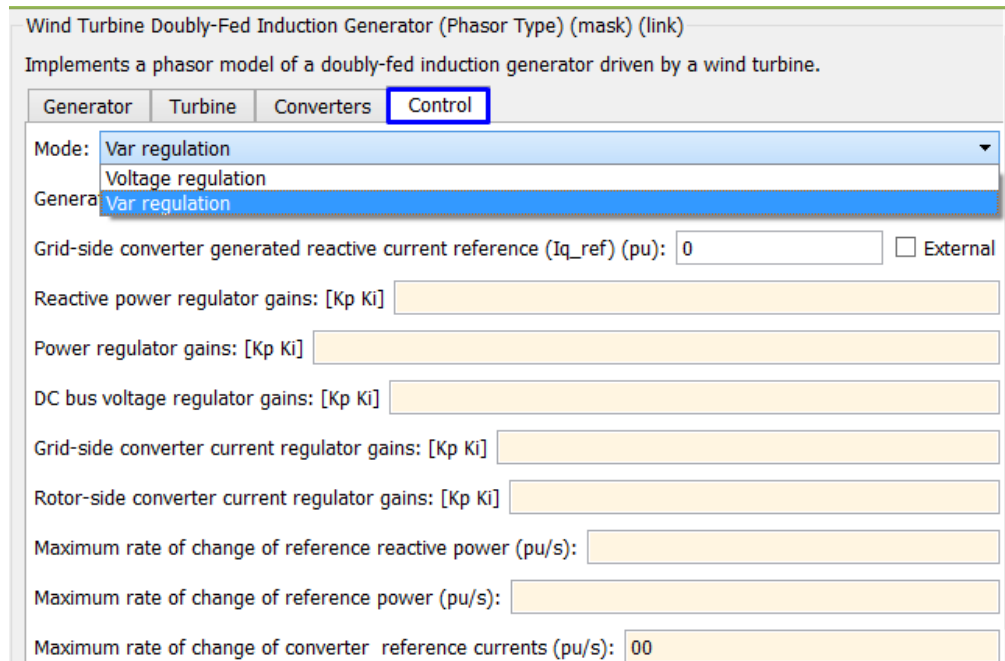 Wind Turbine Doubly-Fed Induction Generator (Phasor Type) (mask) (link)
Implements a phasor model of a doubly-fed induction generator driven by a wind turbine.
Generator Turbine Converters Control
Mode: Var regulation
Voltage regulation
Var regulation
Grid-side converter generated reactive current reference (Iq_ref) (pu): 0 External
Reactive power regulator gains: [Kp Ki]
Power regulator gains: [Kp Ki]
DC bus voltage regulator gains: [Kp Ki]
Grid-side converter current regulator gains: [Kp Ki]
Rotor-side converter current regulator gains: [Kp Ki]
Maximum rate of change of reference reactive power (pu/s):
Maximum rate of change of reference power (pu/s):
Maximum rate of change of converter reference currents (pu/s): 00